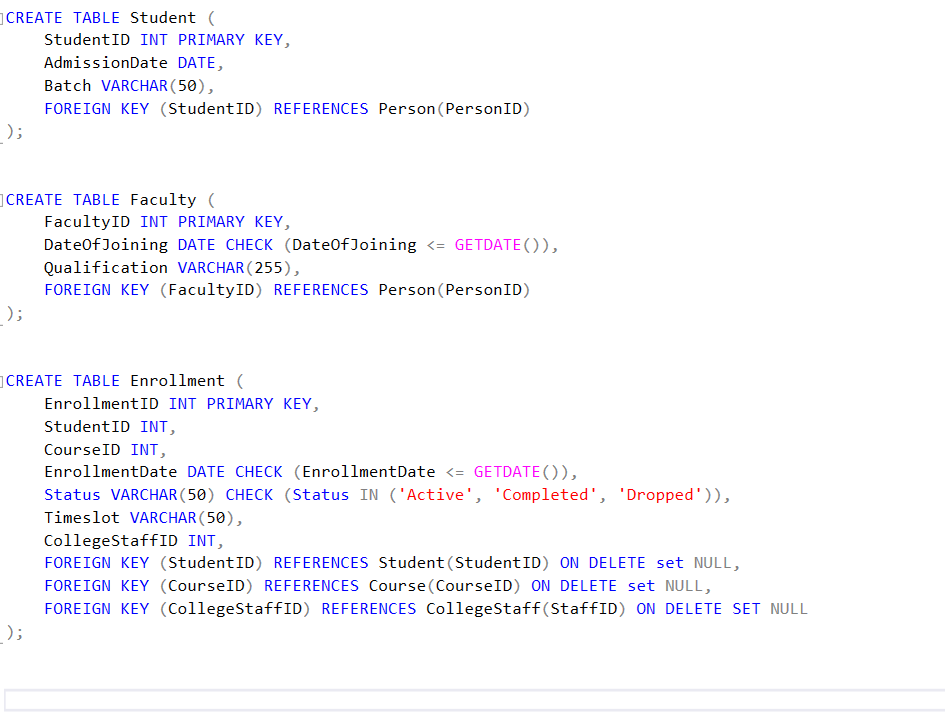 CREATE TABLE Student (
    StudentID INT PRIMARY KEY,
    AdmissionDate DATE,
    Batch VARCHAR(50),
    FOREIGN KEY (StudentID) REFERENCES Person(PersonID)
);
CREATE TABLE Faculty (
    FacultyID INT PRIMARY KEY,
    DateOfJoining DATE CHECK (DateOfJoining <= GETDATE()),
    Qualification VARCHAR(255),
    FOREIGN KEY (FacultyID) REFERENCES Person(PersonID)
);
CREATE TABLE Enrollment (
    EnrollmentID INT PRIMARY KEY,
    StudentID INT,
    CourseID INT,
    EnrollmentDate DATE CHECK (EnrollmentDate <= GETDATE()),
    Status VARCHAR(50) CHECK (Status IN ('Active', 'Completed', 'Dropped')),
    Timeslot VARCHAR(50),
    CollegeStaffID INT,
    FOREIGN KEY (StudentID) REFERENCES Student(StudentID) ON DELETE set NULL,
    FOREIGN KEY (CourseID) REFERENCES Course(CourseID) ON DELETE set NULL,
    FOREIGN KEY (CollegeStaffID) REFERENCES CollegeStaff(StaffID) ON DELETE SET NULL
);